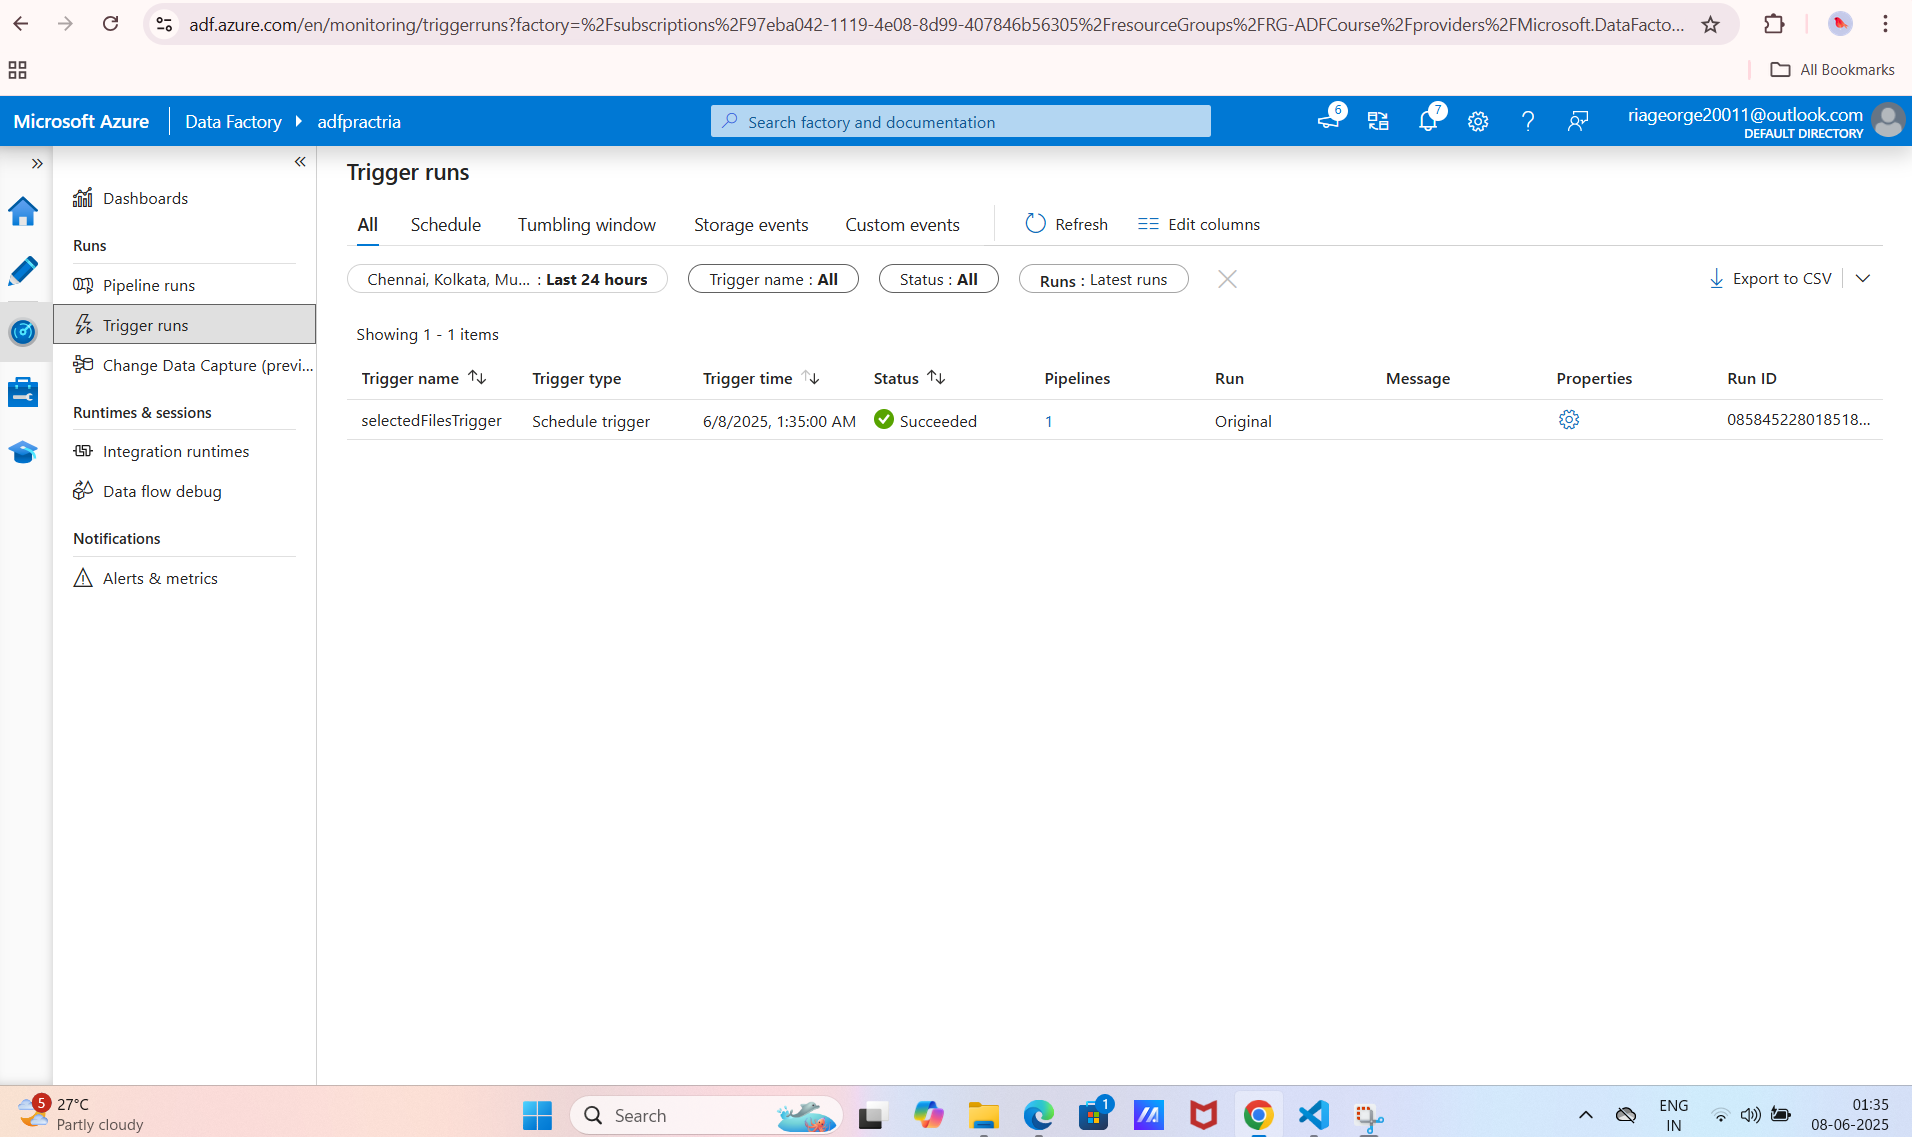 adf.azure.com/en/monitoring/triggerruns?factory=%2Fsubscriptions%2F97eba042-1119-4e08-8d99-407846b56305%2FresourceGroups%2FRG-ADFCourse%2Fproviders%2FMicrosoft.DataFacto...
All Bookmarks
Microsoft Azure
Data Factory
adfpractria
Search factory and documentation
6
7
riageorge20011@outlook.com
DEFAULT DIRECTORY
Dashboards
Runs
Pipeline runs
Trigger runs
Change Data Capture (previ...
Runtimes & sessions
Integration runtimes
Data flow debug
Notifications
Alerts & metrics
Trigger runs
All Schedule Tumbling window Storage events Custom events Refresh Edit columns
Chennai, Kolkata, Mu... : Last 24 hours Trigger name : All Status : All Runs : Latest runs Export to CSV
Showing 1 - 1 items
Trigger name Trigger type Trigger time Status Pipelines Run Message Properties Run ID
selectedFilesTrigger Schedule trigger 6/8/2025, 1:35:00 AM Succeeded 1 Original 085845228018518...
5
27°C
Partly cloudy
Search
1
ENG
IN
01:35
08-06-2025